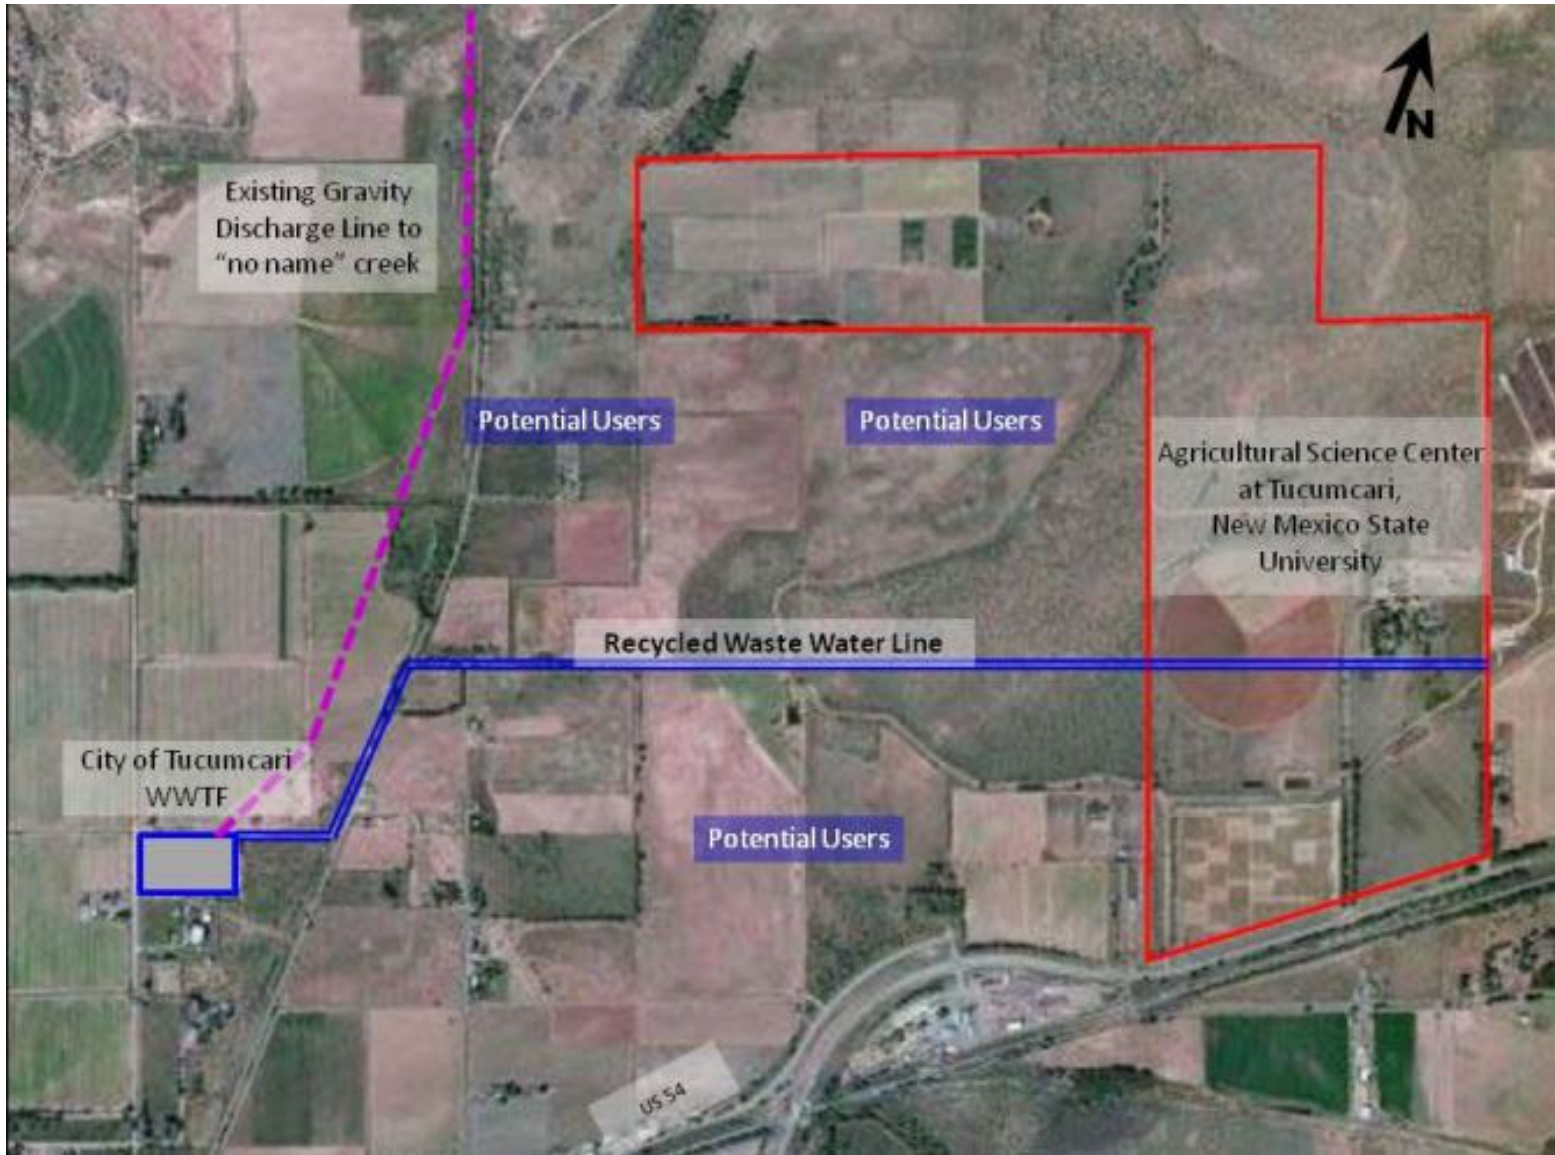 N
Existing Gravity
Discharge Line to
"no name" creek
Potential Users
Potential Users
Agricultural Science Center
at Tucumcari,
New Mexico State
University
Recycled Waste Water Line
City of Tucumcari
WWTF
Potential Users
US 54